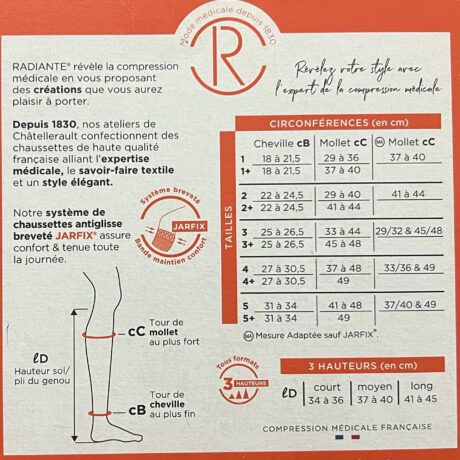 Mode médicale depuis 1830
R
RADIANTE® révèle la compression
médicale en vous proposant
des créations que vous aurez
plaisir à porter.
Révélez votre style avec
l'expert de la compression médicale
Depuis 1830, nos ateliers de
Châtellerault confectionnent des
chaussettes de haute qualité
française alliant l'expertise
médicale, le savoir-faire textile
et un style élégant.
Notre système de
chaussettes antiglisse
breveté JARFIX® assure
confort & tenue toute
la journée.
Système breveté
JARFIX
Bande maintien confort
TAILLES
CIRCONFÉRENCES (en cm)
Cheville cB Mollet cC MA Mollet cC
1 18 à 21,5 29 à 36 37 à 40
1+ 18 à 21,5 37 à 40
2 22 à 24,5 29 à 40 41 à 44
2+ 22 à 24,5 41 à 44
3 25 à 26,5 33 à 44 29/32 & 45/48
3+ 25 à 26,5 45 à 48
4 27 à 30,5 37 à 48 33/36 & 49
4+ 27 à 30,5 49
5 31 à 34 41 à 48 37/40 & 49
5+ 31 à 34 49
MA Mesure Adaptée sauf JARFIX®.
cC Tour de
mollet
au plus fort
lD
Hauteur sol/
pli du genou
cB Tour de
cheville
au plus fin
Tous formats
3 HAUTEURS
3 HAUTEURS (en cm)
lD court moyen long
34 à 36 37 à 40 41 à 45
COMPRESSION MÉDICALE FRANÇAISE